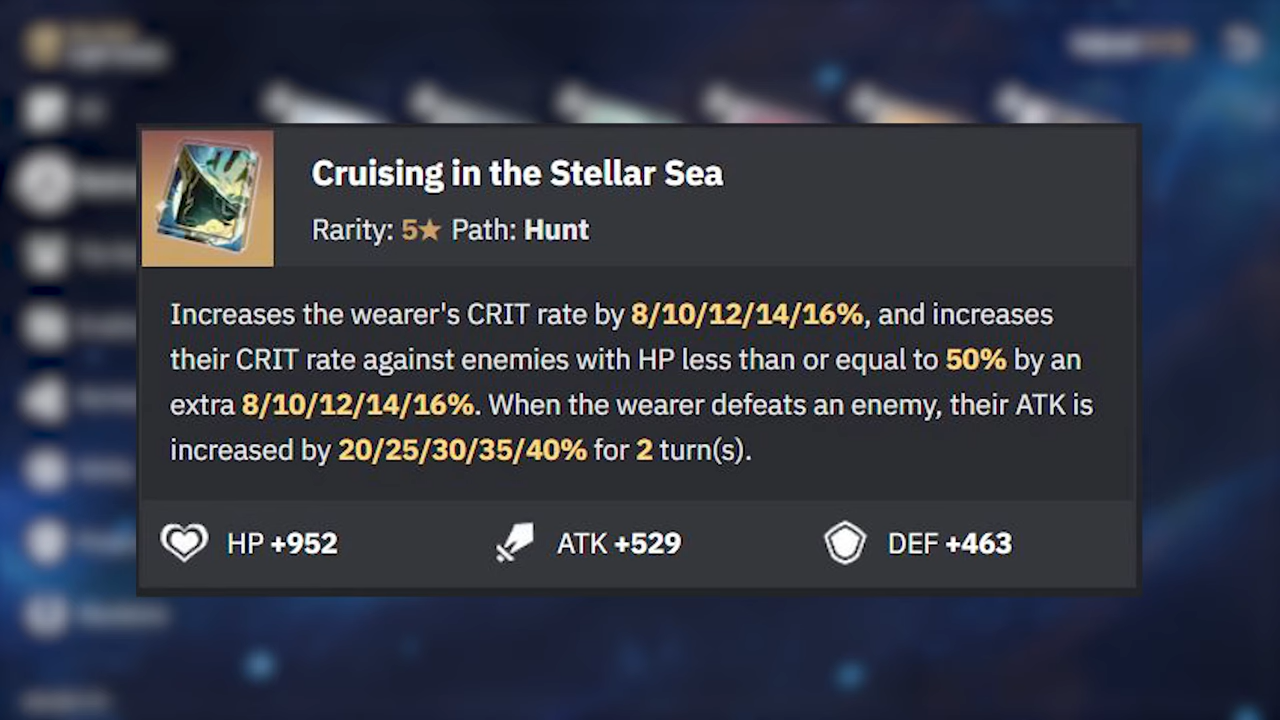 Cruising in the Stellar Sea
Rarity: 5★ Path: Hunt
Increases the wearer's CRIT rate by 8/10/12/14/16%, and increases
their CRIT rate against enemies with HP less than or equal to 50% by an
extra 8/10/12/14/16%. When the wearer defeats an enemy, their ATK is
increased by 20/25/30/35/40% for 2 turn(s).
HP +952 ATK +529 DEF +463